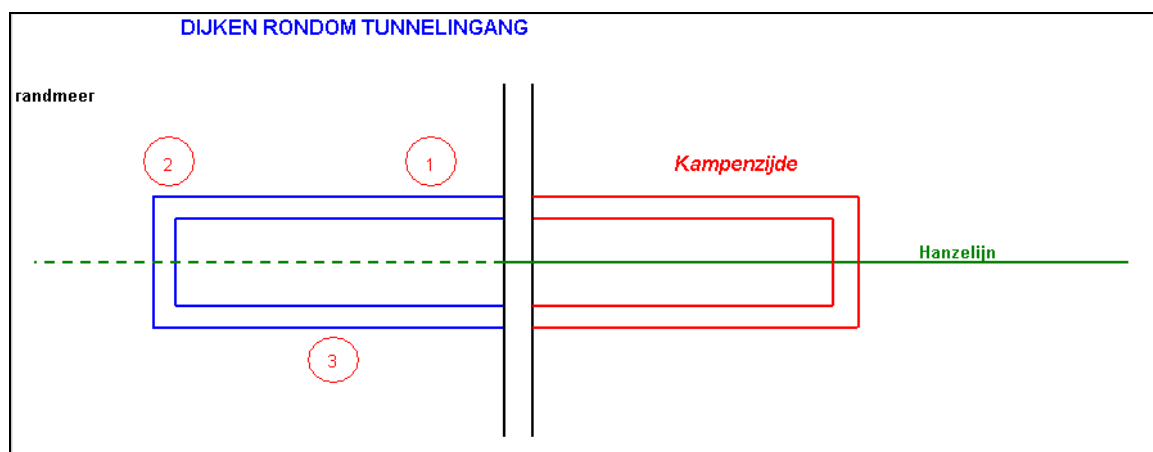 DIJKEN RONDOM TUNNELINGANG
randmeer
2
1
Kampenzijde
Hanzelijn
3